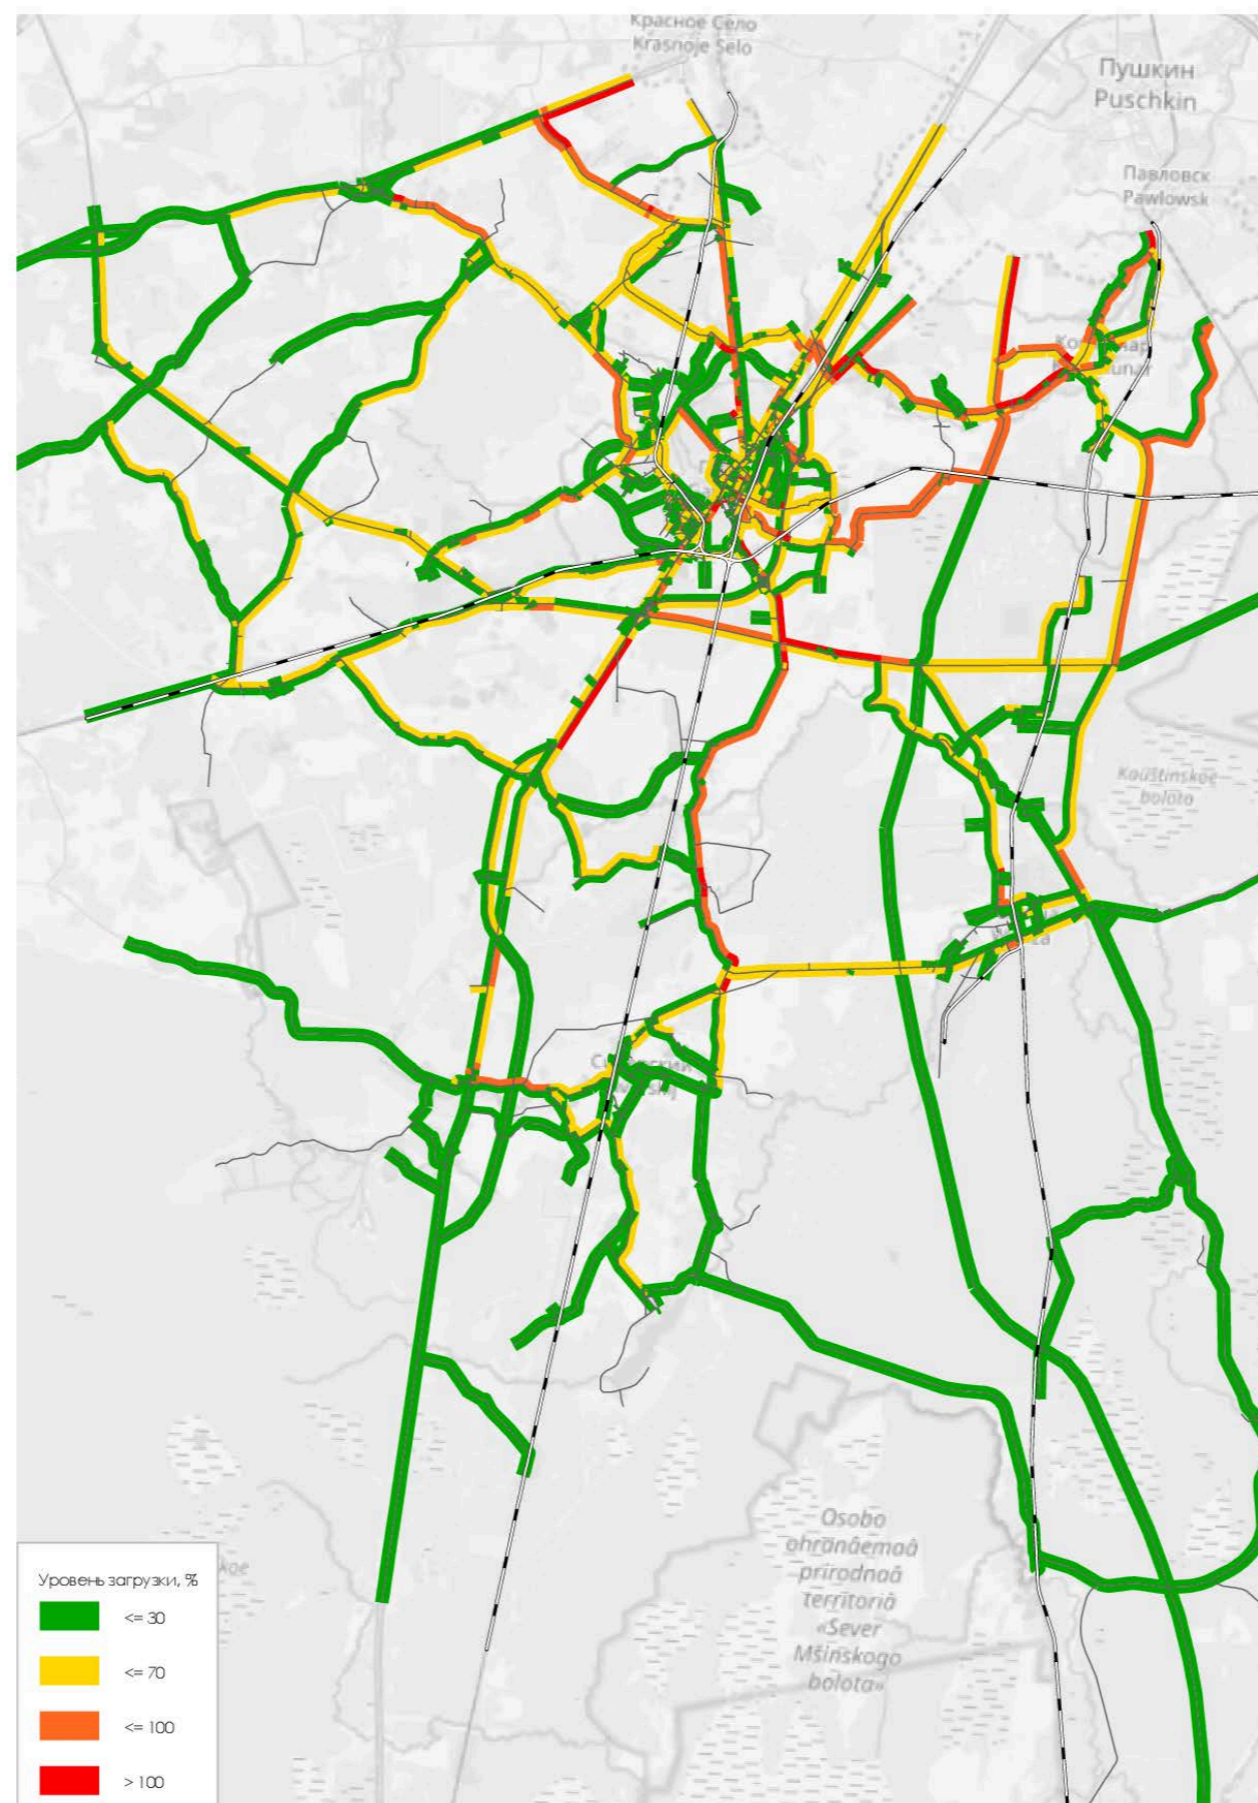 Красное Село
Krasnoje Selo
Пушкин
Puschkin
Павловск
Pawlowsk
Kauštinskoe
boloto
Osobo
ohranâemaâ
prirodnaâ
territoriâ
«Sever
Mšinskogo
bolota»
Уровень загрузки, %
<= 30
<= 70
<= 100
> 100